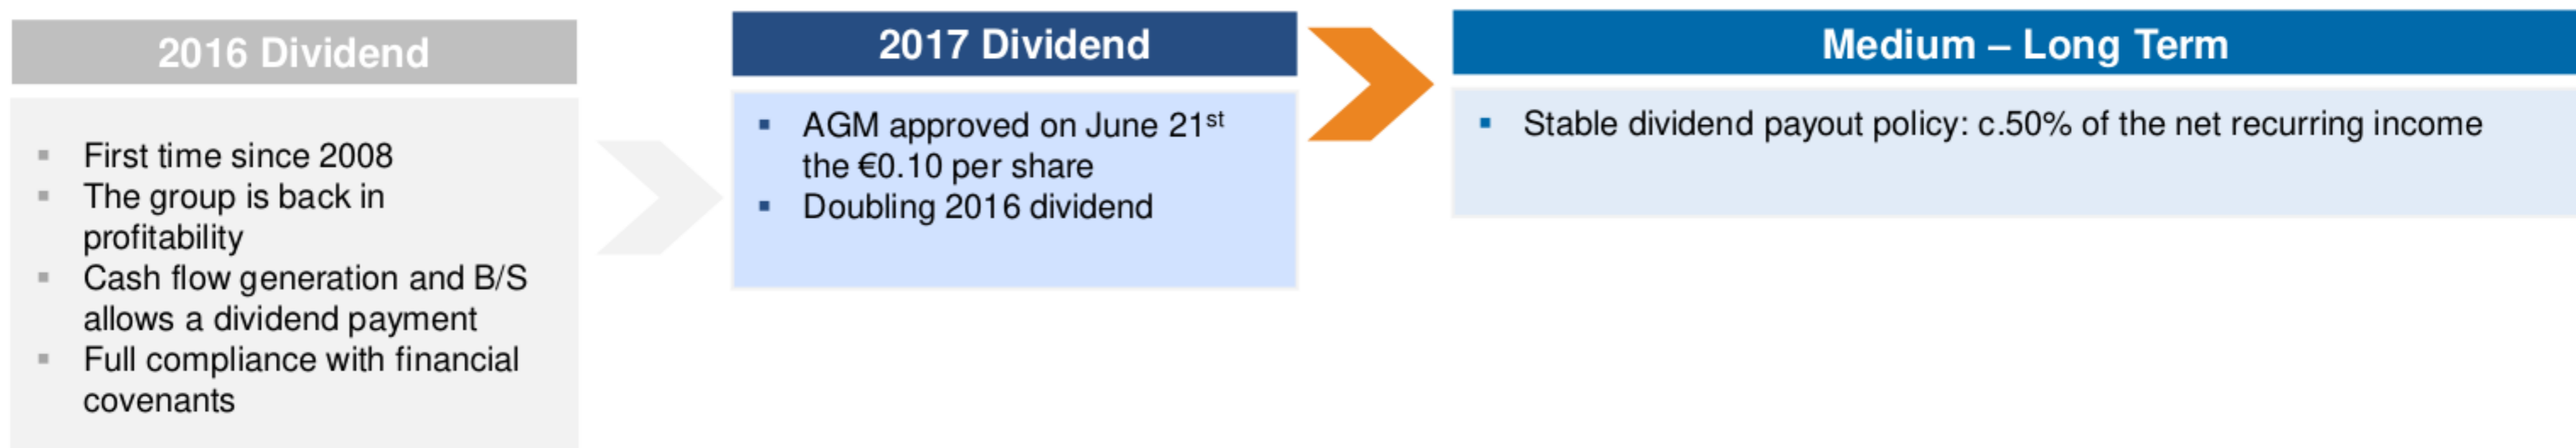 2016 Dividend
▪ First time since 2008
▪ The group is back in
profitability
▪ Cash flow generation and B/S
allows a dividend payment
▪ Full compliance with financial
covenants
2017 Dividend
▪ AGM approved on June 21st
the €0.10 per share
▪ Doubling 2016 dividend
Medium – Long Term
▪ Stable dividend payout policy: c.50% of the net recurring income